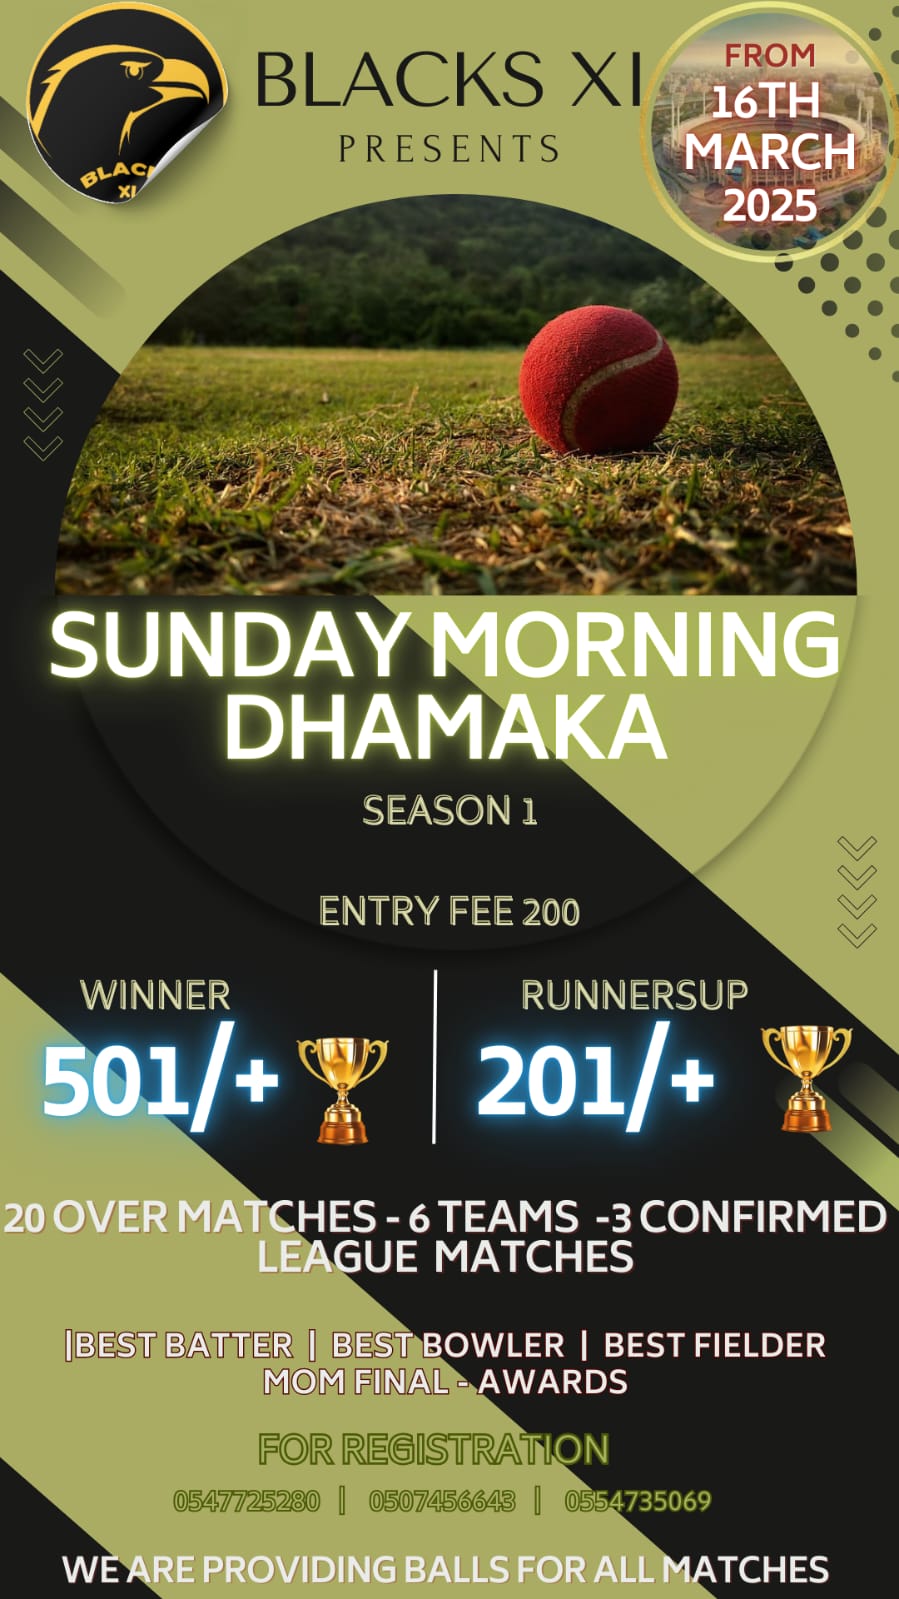 BLACKS XI
PRESENTS
BLAC
XI
FROM
16TH
MARCH
2025
SUNDAY MORNING
DHAMAKA
SEASON 1
ENTRY FEE 200
WINNER
501/+
RUNNERSUP
201/+
20 OVER MATCHES - 6 TEAMS -3 CONFIRMED
LEAGUE MATCHES
|BEST BATTER | BEST BOWLER | BEST FIELDER
MOM FINAL - AWARDS
FOR REGISTRATION
0547725280 | 0507456643 | 0554735069
WE ARE PROVIDING BALLS FOR ALL MATCHES